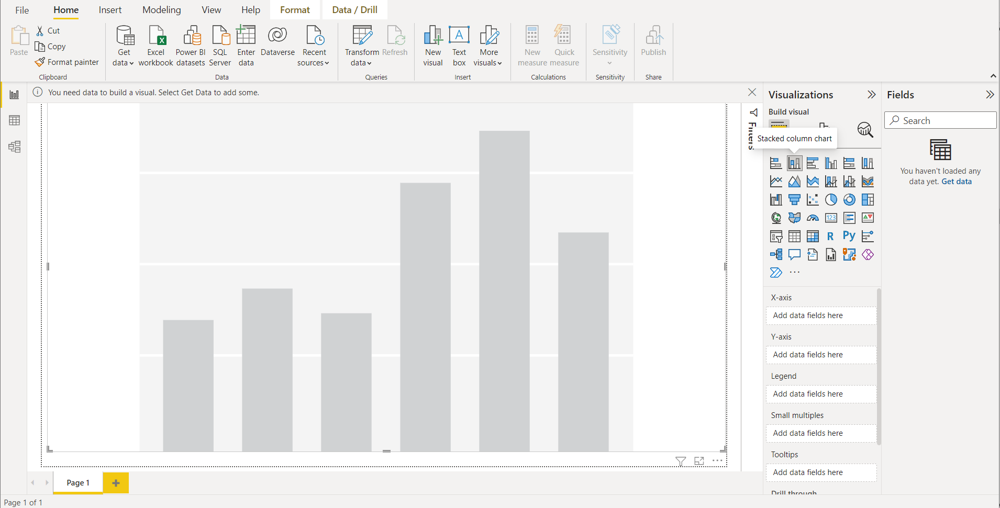 File Home Insert Modeling View Help Format Data / Drill
Paste
Cut
Copy
Format painter
Clipboard
Get data
Excel workbook
Power BI datasets
SQL Server
Enter data
Dataverse
Recent sources
Data
Transform data
Refresh
Queries
New visual
Text box
More visuals
Insert
New measure
Quick measure
Calculations
Sensitivity
Sensitivity
Publish
Share
You need data to build a visual. Select Get Data to add some.
Filters
Visualizations
Build visual
Stacked column chart
123
R
Py
X-axis
Add data fields here
Y-axis
Add data fields here
Legend
Add data fields here
Small multiples
Add data fields here
Tooltips
Add data fields here
Drill through
Fields
Search
You haven't loaded any
data yet. Get data
Page 1
Page 1 of 1